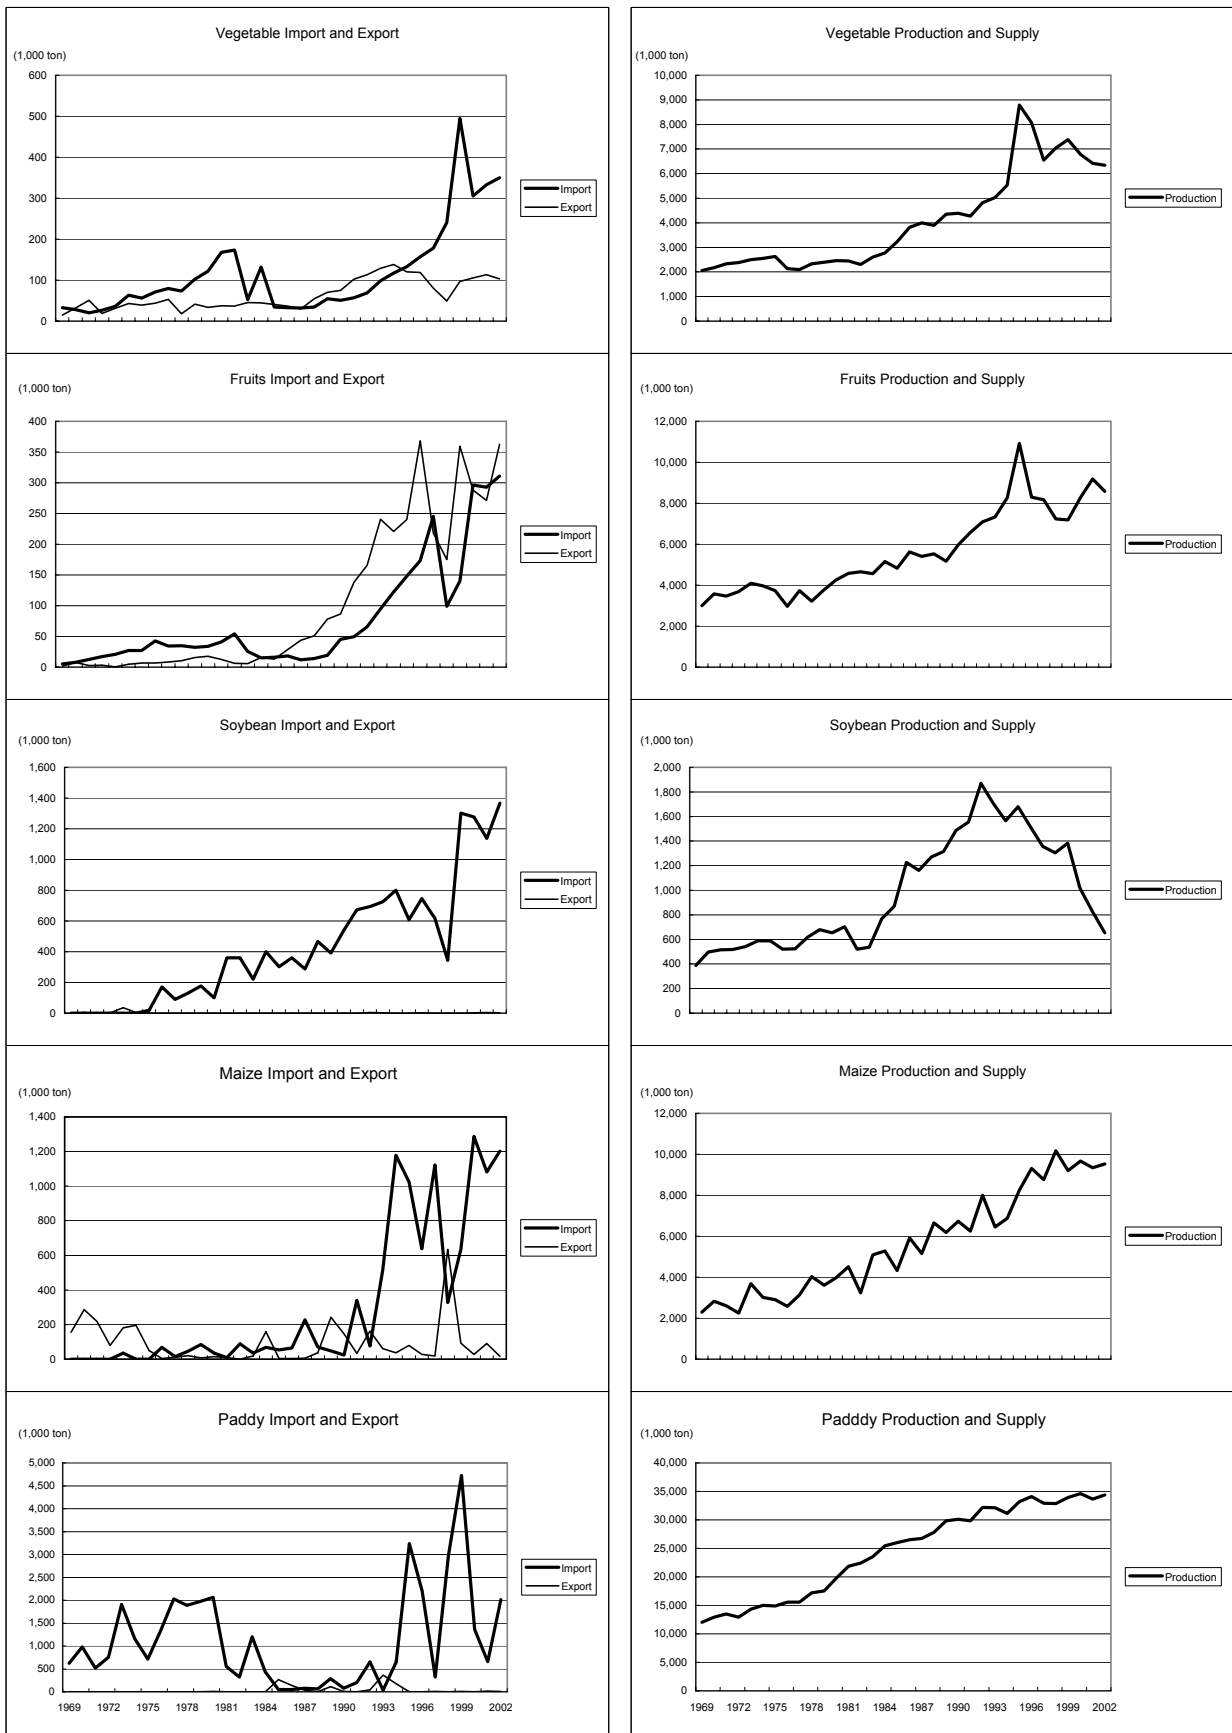 Vegetable Import and Export
(1,000 ton)
600
500
400
300
200
100
0
Import
Export
Vegetable Production and Supply
(1,000 ton)
10,000
9,000
8,000
7,000
6,000
5,000
4,000
3,000
2,000
1,000
0
Production
Fruits Import and Export
(1,000 ton)
400
350
300
250
200
150
100
50
0
Import
Export
Fruits Production and Supply
(1,000 ton)
12,000
10,000
8,000
6,000
4,000
2,000
0
Production
Soybean Import and Export
(1,000 ton)
1,600
1,400
1,200
1,000
800
600
400
200
0
Import
Export
Soybean Production and Supply
(1,000 ton)
2,000
1,800
1,600
1,400
1,200
1,000
800
600
400
200
0
Production
Maize Import and Export
(1,000 ton)
1,400
1,200
1,000
800
600
400
200
0
Import
Export
Maize Production and Supply
(1,000 ton)
12,000
10,000
8,000
6,000
4,000
2,000
0
Production
Paddy Import and Export
(1,000 ton)
5,000
4,500
4,000
3,500
3,000
2,500
2,000
1,500
1,000
500
0
1969 1972 1975 1978 1981 1984 1987 1990 1993 1996 1999 2002
Import
Export
Padddy Production and Supply
(1,000 ton)
40,000
35,000
30,000
25,000
20,000
15,000
10,000
5,000
0
1969 1972 1975 1978 1981 1984 1987 1990 1993 1996 1999 2002
Production